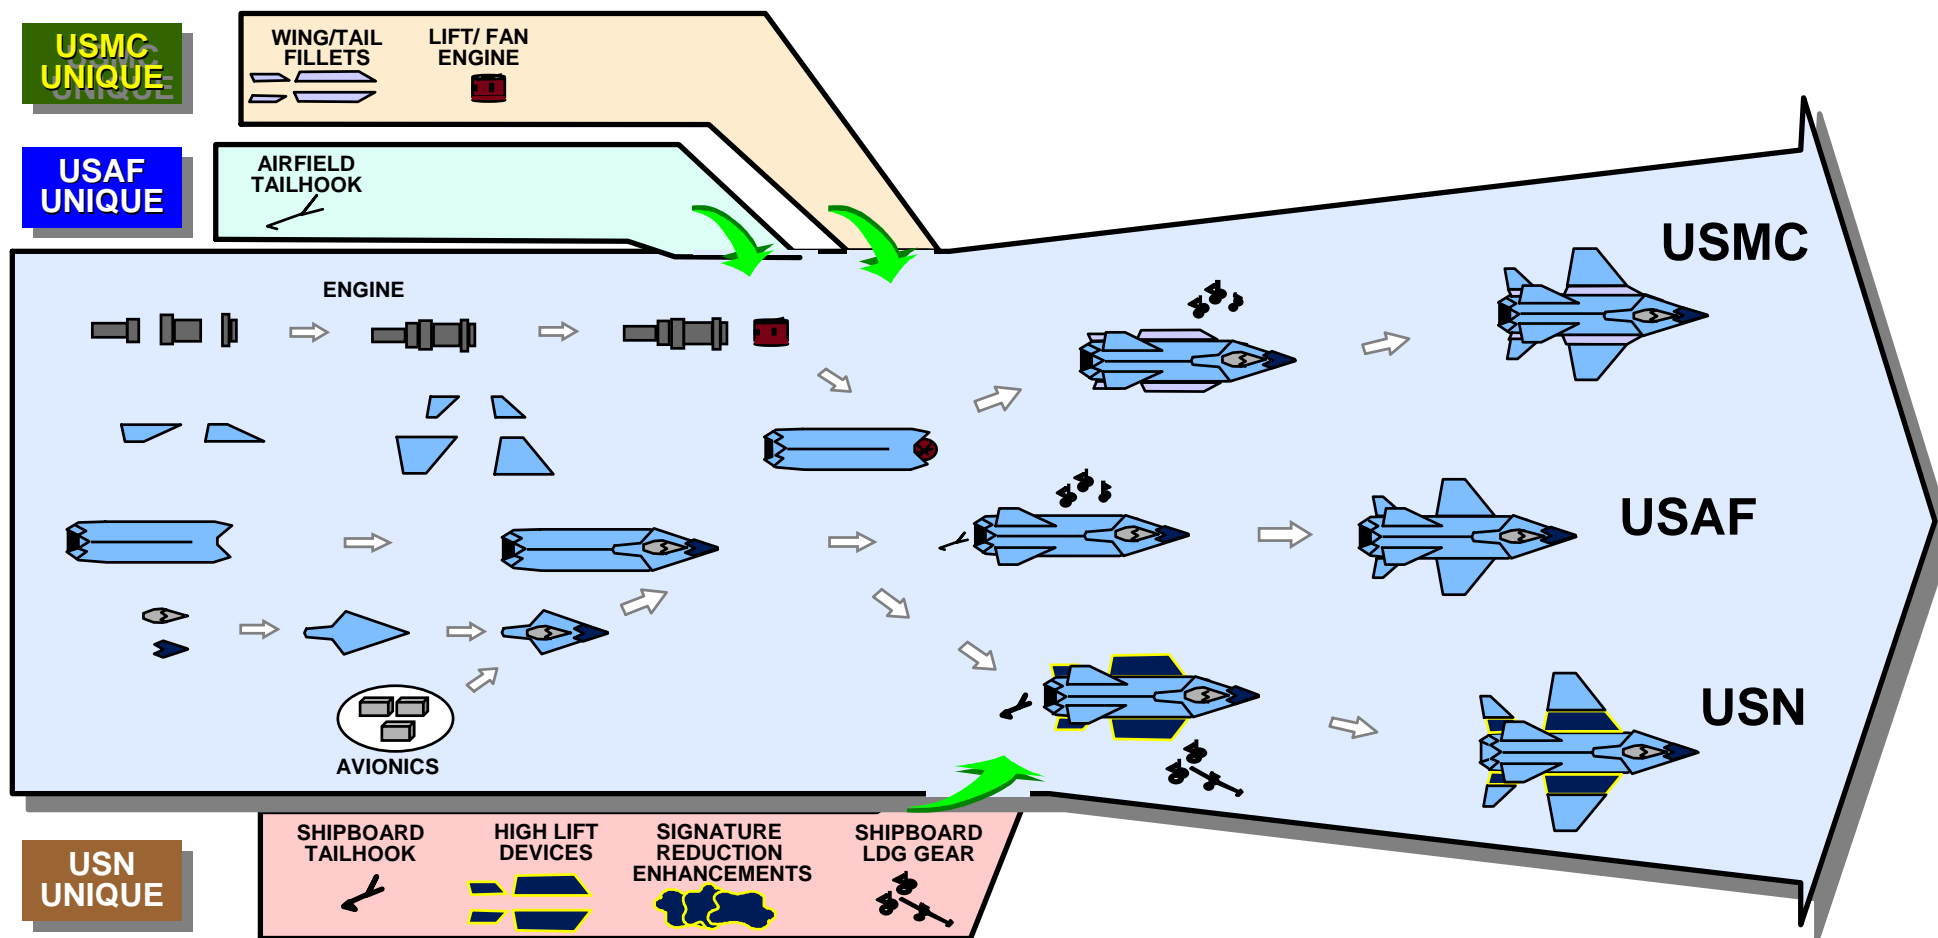 USMC
UNIQUE
WING/TAIL
FILLETS
LIFT/ FAN
ENGINE
USAF
UNIQUE
AIRFIELD
TAILHOOK
ENGINE
USMC
USAF
USN
AVIONICS
USN
UNIQUE
SHIPBOARD
TAILHOOK
HIGH LIFT
DEVICES
SIGNATURE
REDUCTION
ENHANCEMENTS
SHIPBOARD
LDG GEAR